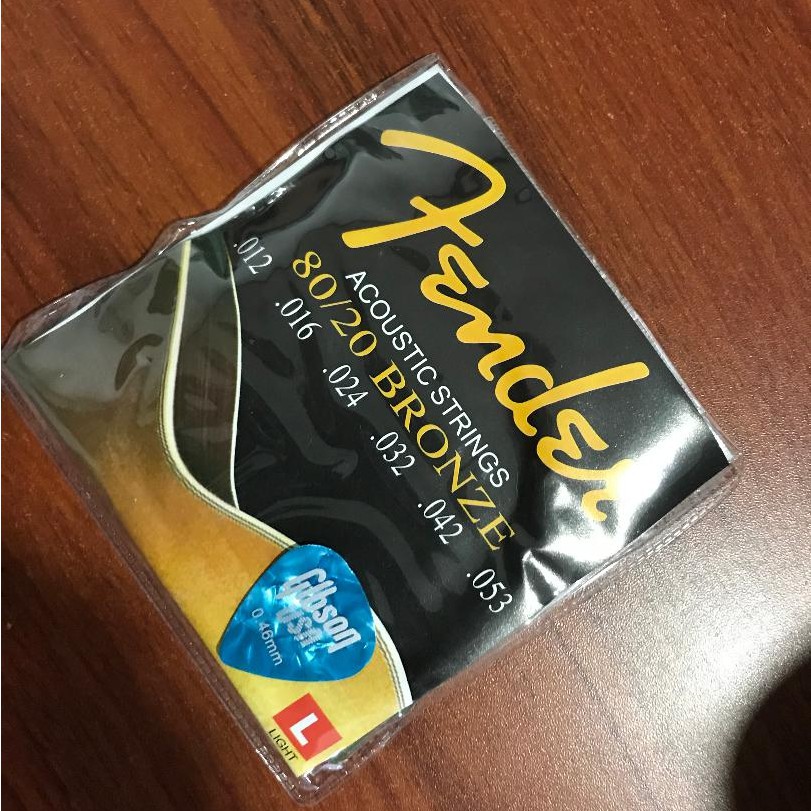 Fender
ACOUSTIC STRINGS
80/20 BRONZE
.012 .016 .024 .032 .042 .053
Gibson
USA
0.46mm
L
LIGHT